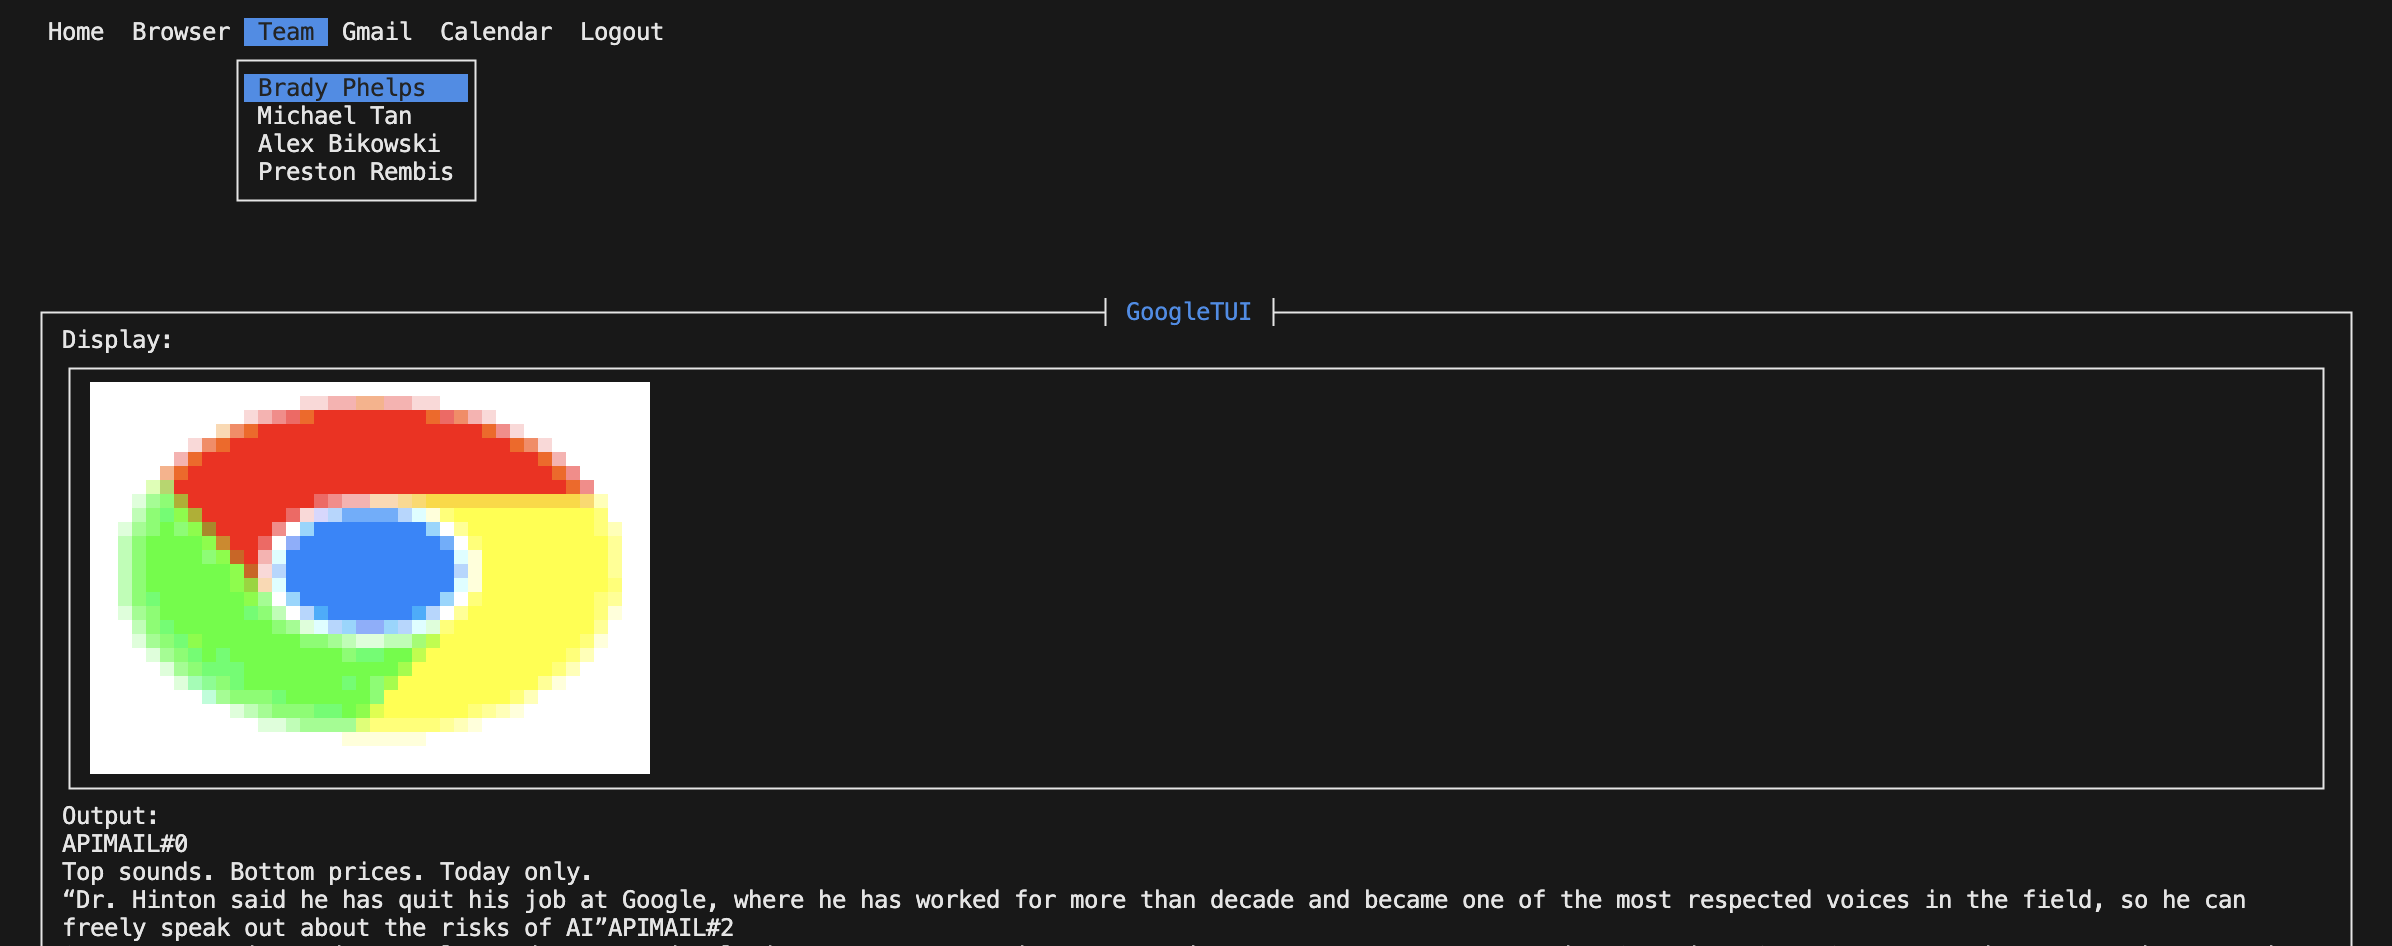 Home Browser Team Gmail Calendar Logout
Brady Phelps
Michael Tan
Alex Bikowski
Preston Rembis
GoogleTUI
Display:
Output:
APIMAIL#0
Top sounds. Bottom prices. Today only.
“Dr. Hinton said he has quit his job at Google, where he has worked for more than decade and became one of the most respected voices in the field, so he can
freely speak out about the risks of AI”APIMAIL#2